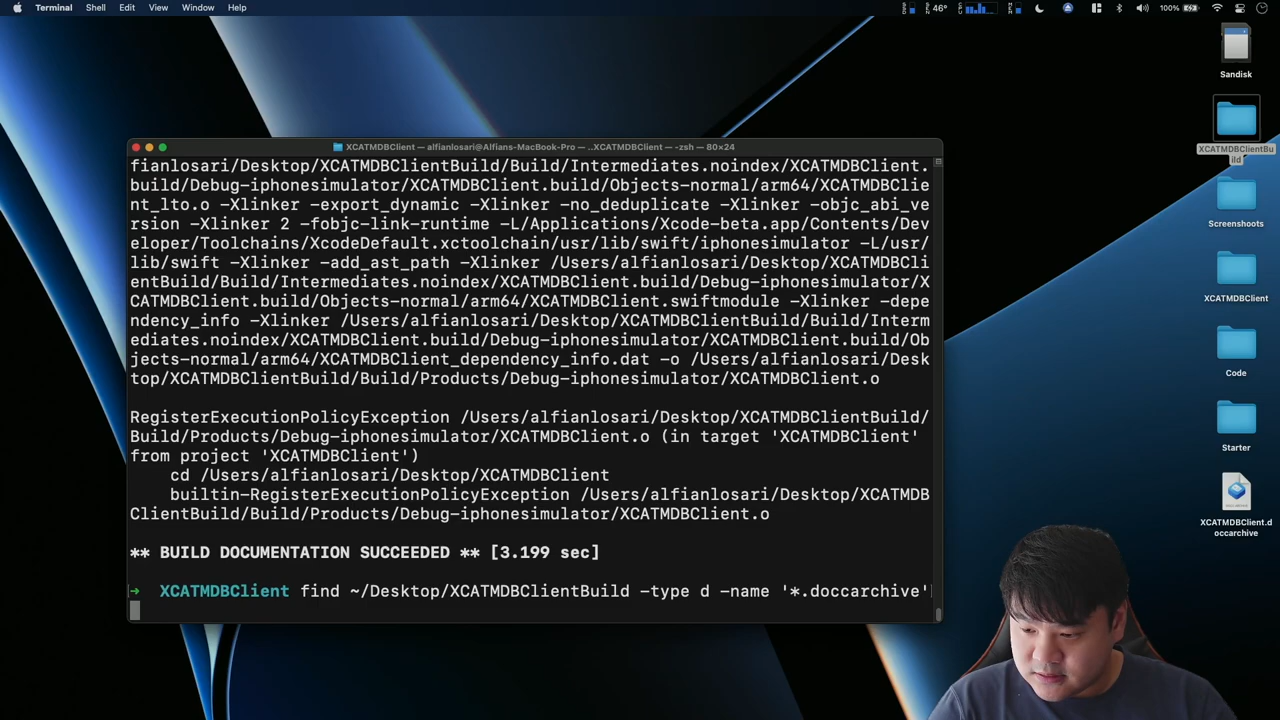 Terminal Shell Edit View Window Help
46° 100%
Sandisk
XCATMDBClientBu
ild
Screenshoots
XCATMDBClient
Code
Starter
XCATMDBClient.d
occarchive
XCATMDBClient — alfianlosari@Alfians-MacBook-Pro — ..XCATMDBClient — -zsh — 80×24
fianlosari/Desktop/XCATMDBClientBuild/Build/Intermediates.noindex/XCATMDBClient.
build/Debug-iphonesimulator/XCATMDBClient.build/Objects-normal/arm64/XCATMDBClie
nt_lto.o -Xlinker -export_dynamic -Xlinker -no_deduplicate -Xlinker -objc_abi_ve
rsion -Xlinker 2 -fobjc-link-runtime -L/Applications/Xcode-beta.app/Contents/Dev
eloper/Toolchains/XcodeDefault.xctoolchain/usr/lib/swift/iphonesimulator -L/usr/
lib/swift -Xlinker -add_ast_path -Xlinker /Users/alfianlosari/Desktop/XCATMDBCli
entBuild/Build/Intermediates.noindex/XCATMDBClient.build/Debug-iphonesimulator/X
CATMDBClient.build/Objects-normal/arm64/XCATMDBClient.swiftmodule -Xlinker -depe
ndency_info -Xlinker /Users/alfianlosari/Desktop/XCATMDBClientBuild/Build/Interm
ediates.noindex/XCATMDBClient.build/Debug-iphonesimulator/XCATMDBClient.build/Ob
jects-normal/arm64/XCATMDBClient_dependency_info.dat -o /Users/alfianlosari/Desk
top/XCATMDBClientBuild/Build/Products/Debug-iphonesimulator/XCATMDBClient.o
RegisterExecutionPolicyException /Users/alfianlosari/Desktop/XCATMDBClientBuild/
Build/Products/Debug-iphonesimulator/XCATMDBClient.o (in target 'XCATMDBClient'
from project 'XCATMDBClient')
cd /Users/alfianlosari/Desktop/XCATMDBClient
builtin-RegisterExecutionPolicyException /Users/alfianlosari/Desktop/XCATMDB
ClientBuild/Build/Products/Debug-iphonesimulator/XCATMDBClient.o
** BUILD DOCUMENTATION SUCCEEDED ** [3.199 sec]
→ XCATMDBClient find ~/Desktop/XCATMDBClientBuild -type d -name '*.doccarchive'